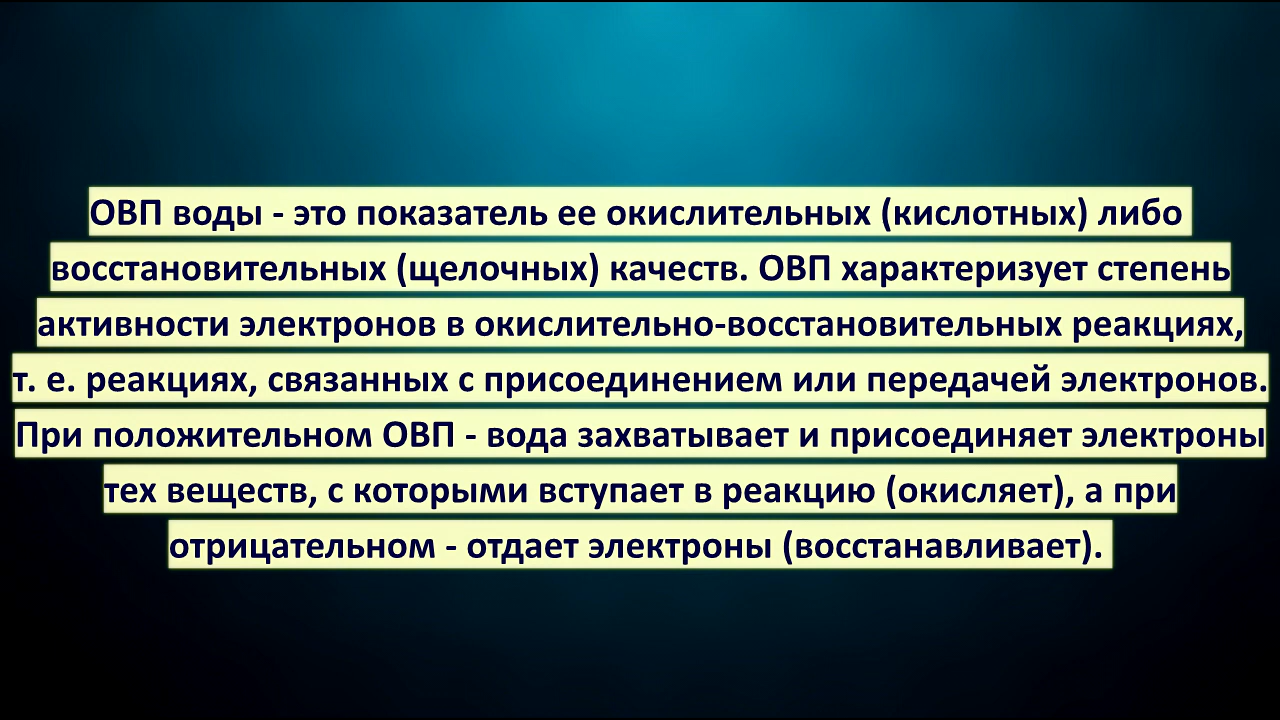 ОВП воды - это показатель ее окислительных (кислотных) либо
восстановительных (щелочных) качеств. ОВП характеризует степень
активности электронов в окислительно-восстановительных реакциях,
т. е. реакциях, связанных с присоединением или передачей электронов.
При положительном ОВП - вода захватывает и присоединяет электроны
тех веществ, с которыми вступает в реакцию (окисляет), а при
отрицательном - отдает электроны (восстанавливает).